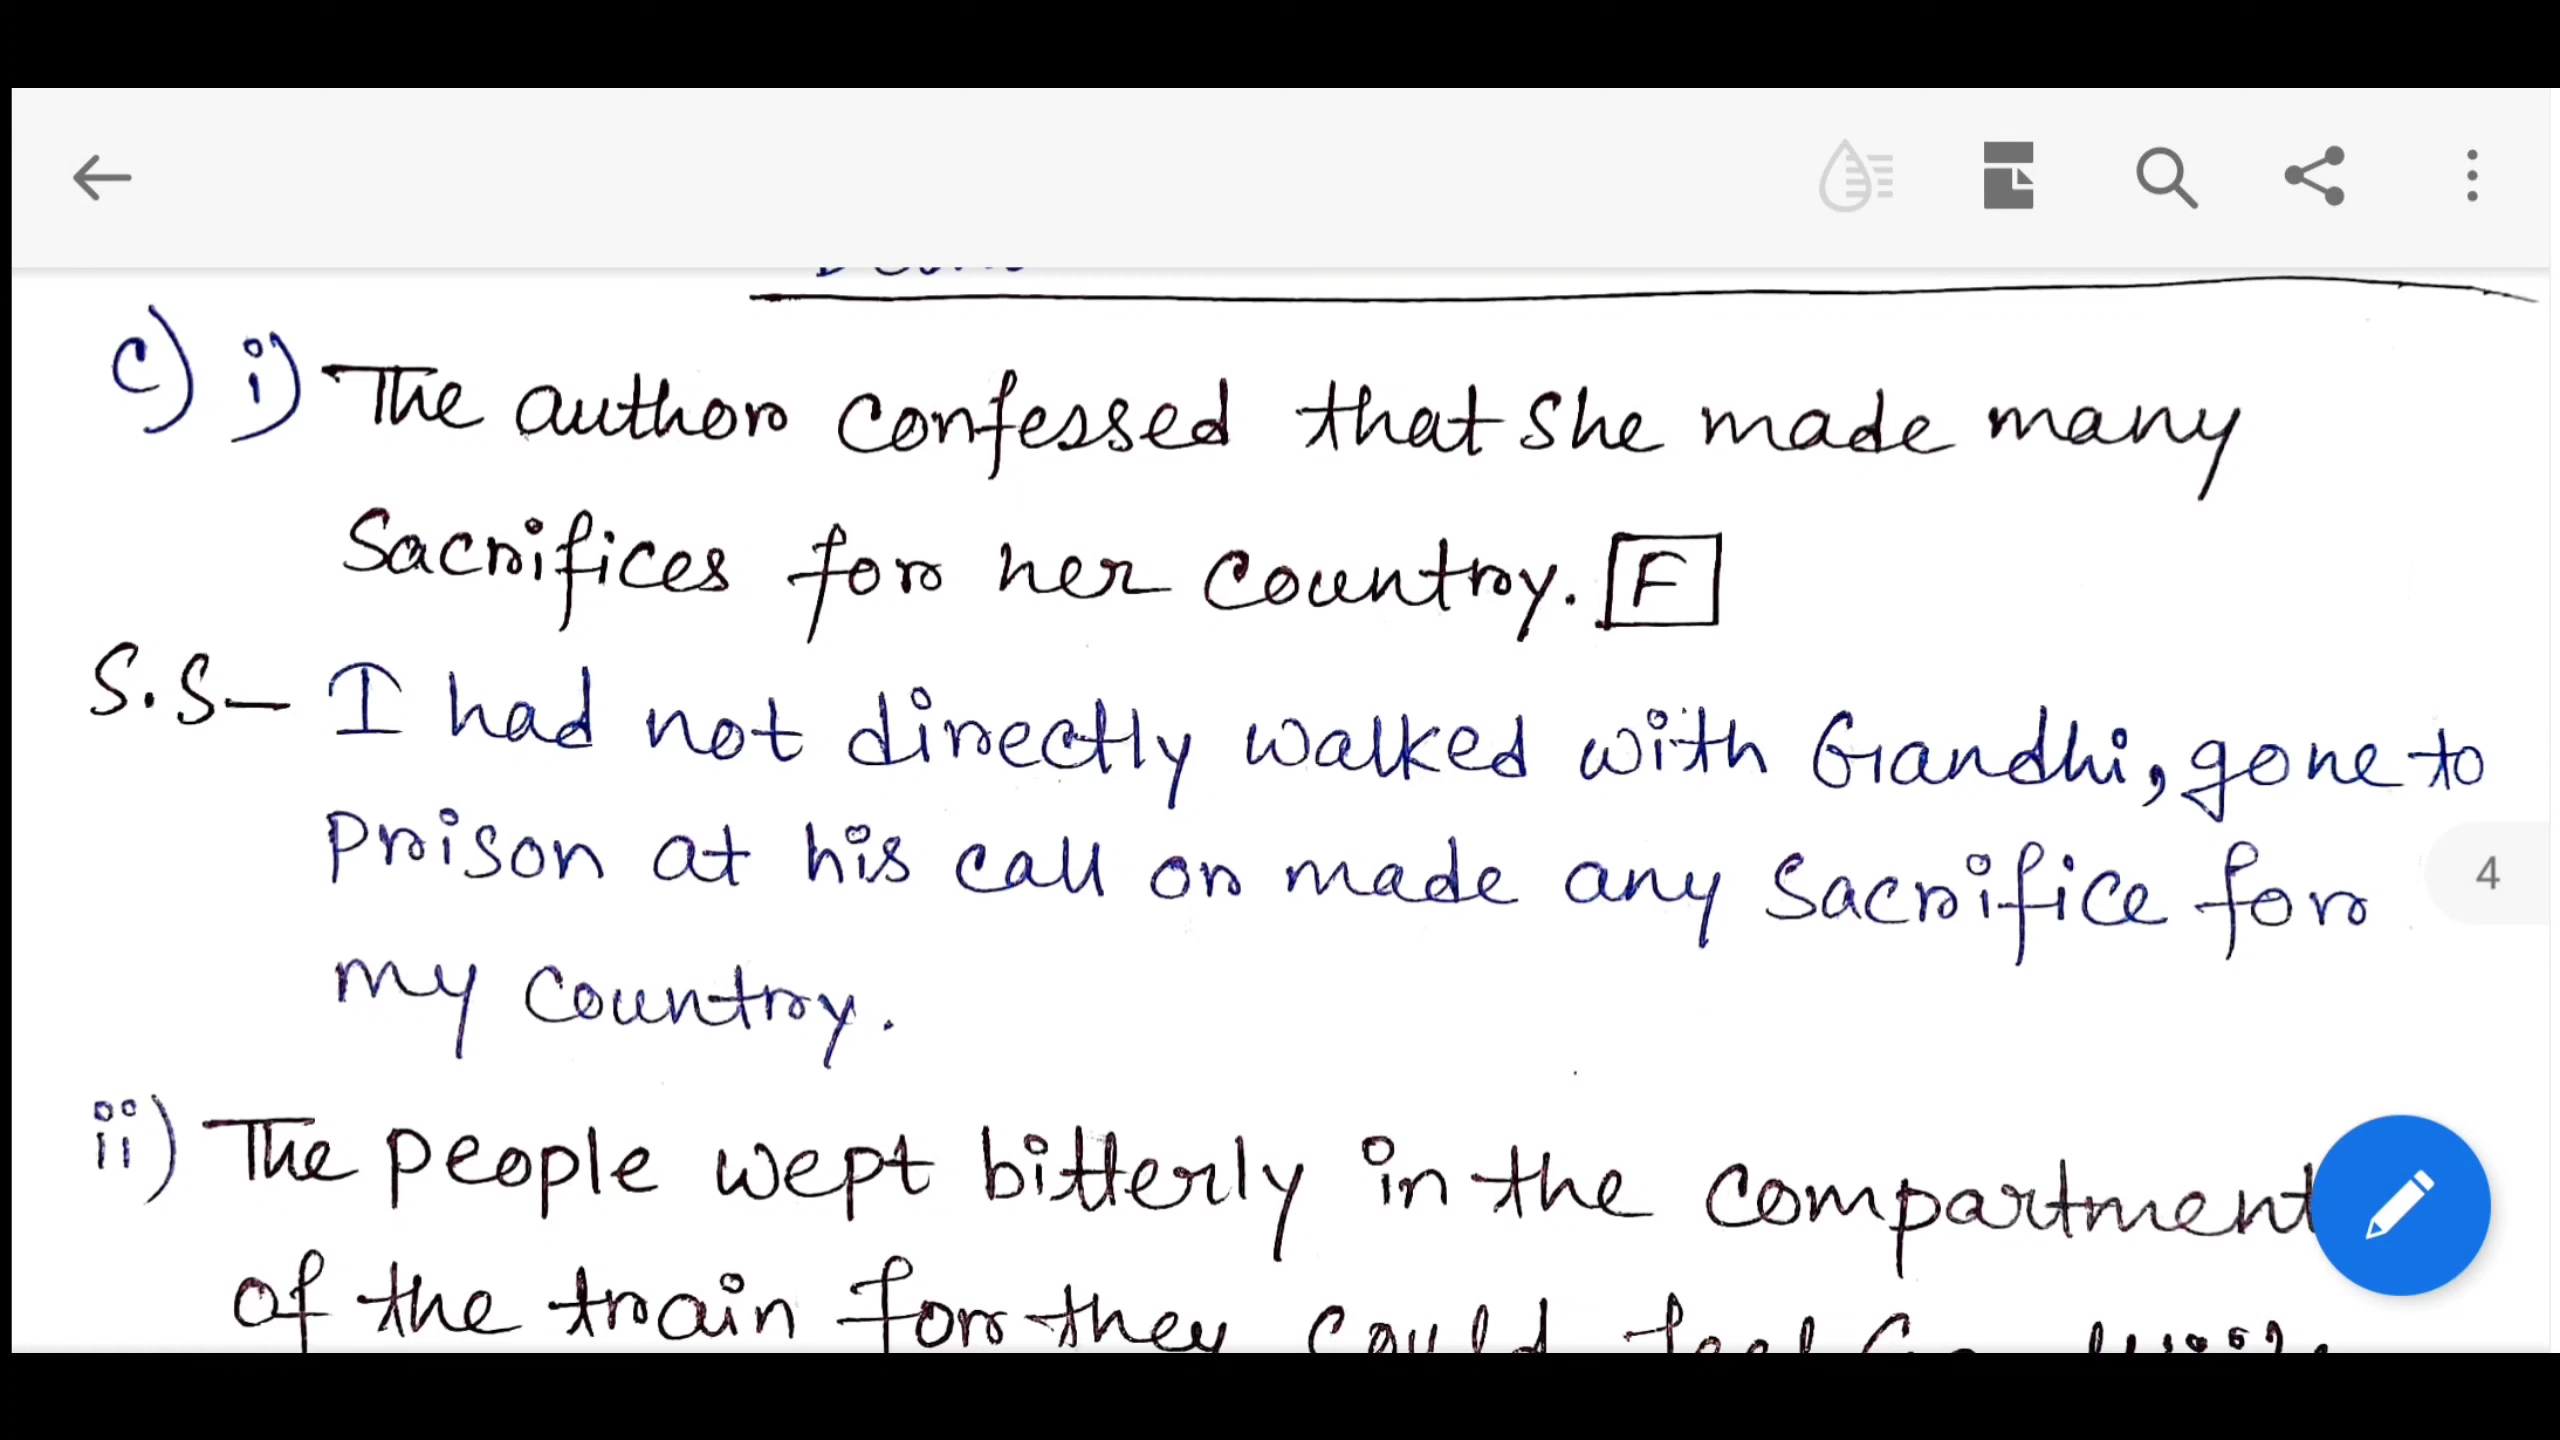 c) i) The author confessed that she made many
Sacrifices for her country. F
S.S- I had not directly walked with Gandhi, gone to
prison at his call or made any Sacrifice for
my country.
4
ii) The people wept bitterly in the compartment
of the train for they could